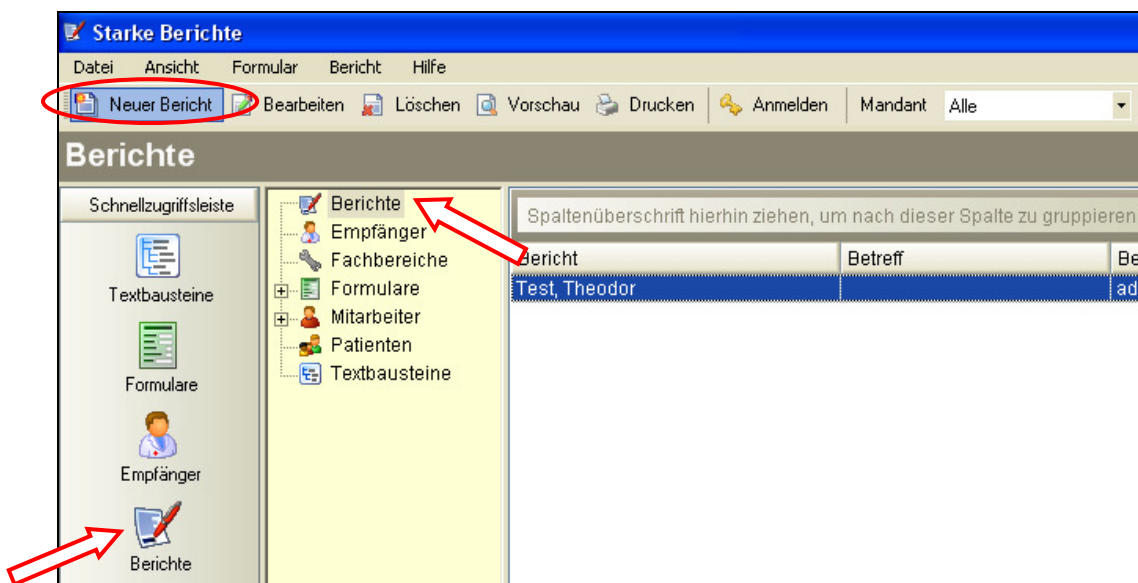 Starke Berichte
Datei Ansicht Formular Bericht Hilfe
Neuer Bericht Bearbeiten Löschen Vorschau Drucken Anmelden Mandant Alle
Berichte
Schnellzugriffsleiste
Textbausteine
Formulare
Empfänger
Berichte
Berichte
Empfänger
Fachbereiche
Formulare
Mitarbeiter
Patienten
Textbausteine
Spaltenüberschrift hierhin ziehen, um nach dieser Spalte zu gruppieren
Bericht Betreff Be
Test, Theodor ad